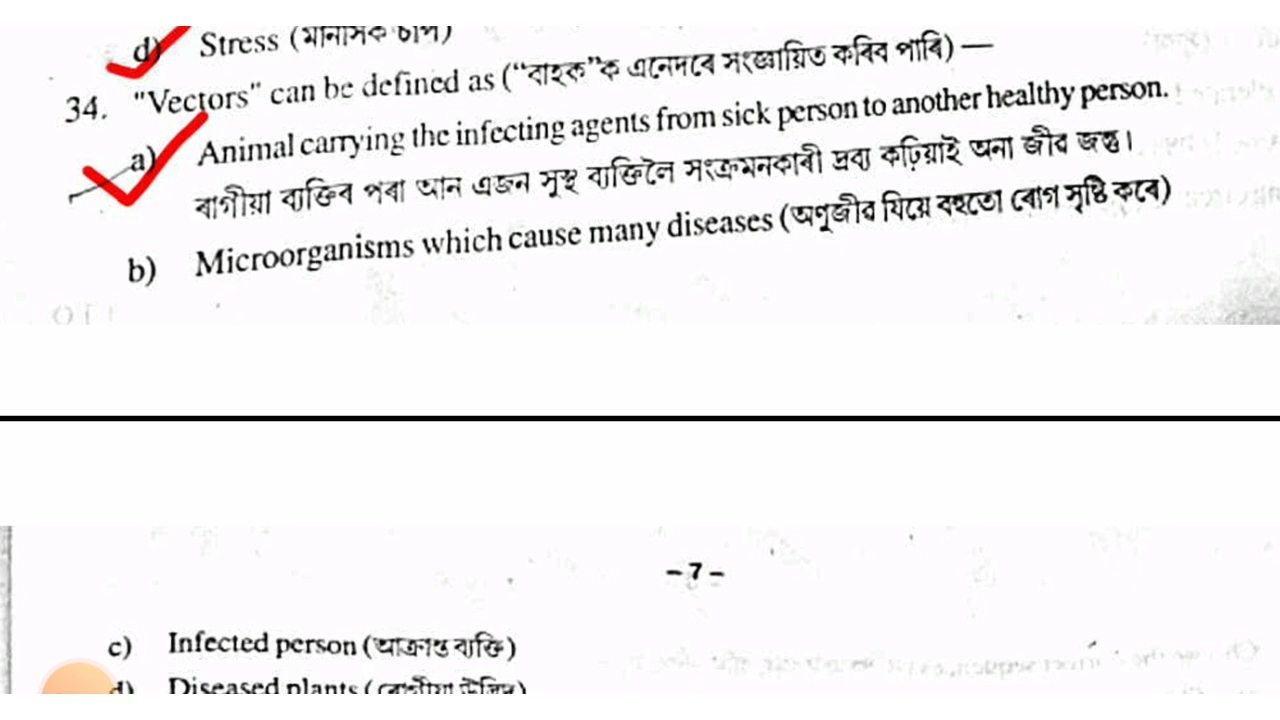 d) Stress (মানসিক চাপ)
34. "Vectors" can be defined as (“বাহক”ক এনেদৰে সংজ্ঞায়িত কৰিব পাৰি) —
a) Animal carrying the infecting agents from sick person to another healthy person.
ৰাগীয়া ব্যক্তিৰ পৰা আন এজন সুস্থ ব্যক্তিলৈ সংক্ৰমনকাৰী দ্ৰব্য কঢ়িয়াই অনা জীৱ জন্তু।
b) Microorganisms which cause many diseases (অণুজীৱ যিয়ে বহুতো ৰোগ সৃষ্টি কৰে)
-7-
c) Infected person (আক্ৰান্ত ব্যক্তি)
d) Diseased plants (ৰোগীয়া উদ্ভিদ)